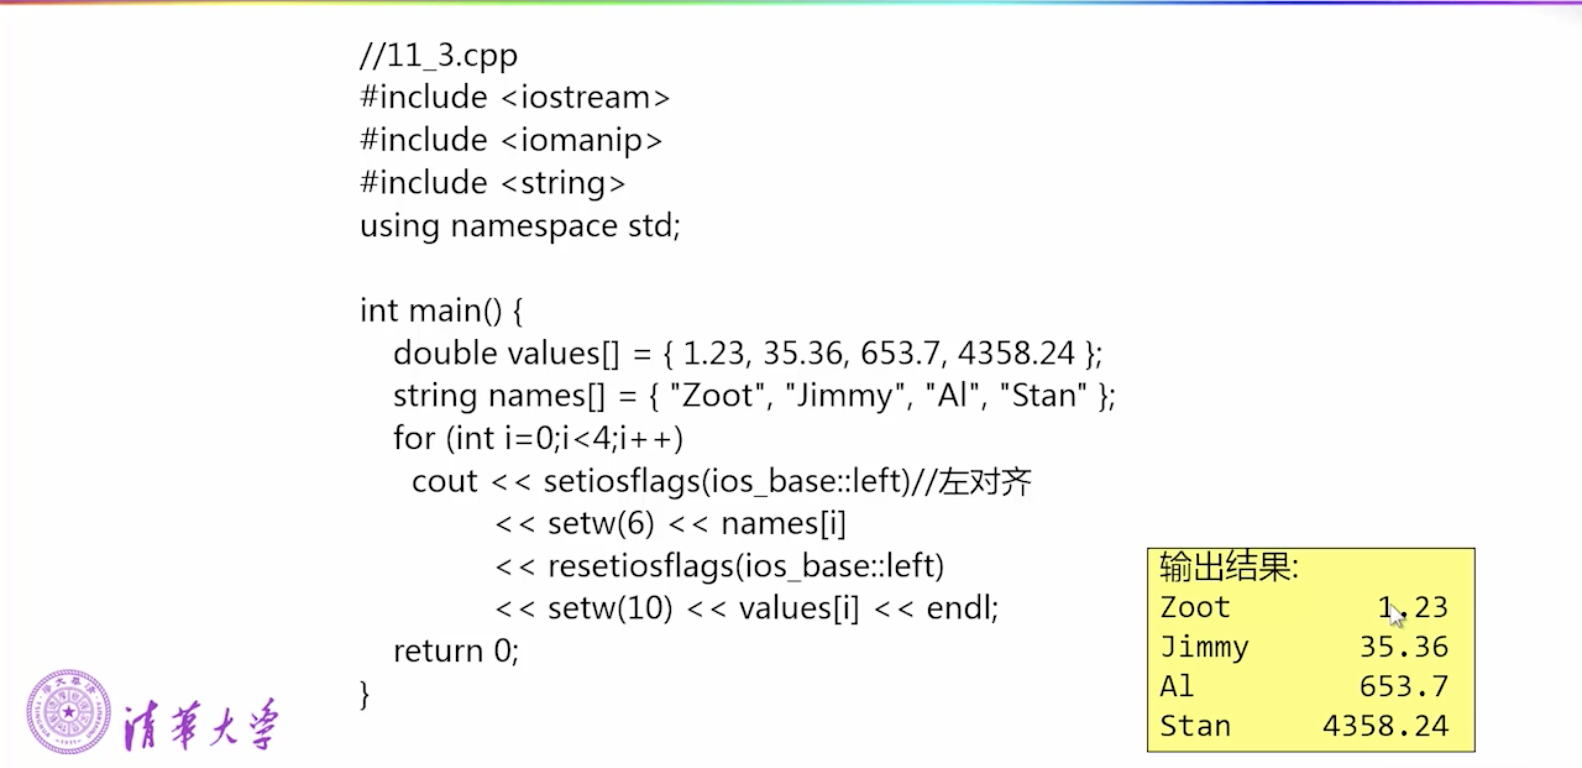 //11_3.cpp
#include <iostream>
#include <iomanip>
#include <string>
using namespace std;
int main() {
double values[] = { 1.23, 35.36, 653.7, 4358.24 };
string names[] = { "Zoot", "Jimmy", "Al", "Stan" };
for (int i=0;i<4;i++)
cout << setiosflags(ios_base::left)//左对齐
<< setw(6) << names[i]
<< resetiosflags(ios_base::left)
<< setw(10) << values[i] << endl;
return 0;
}
输出结果:
Zoot 1.23
Jimmy 35.36
Al 653.7
Stan 4358.24
清華大学